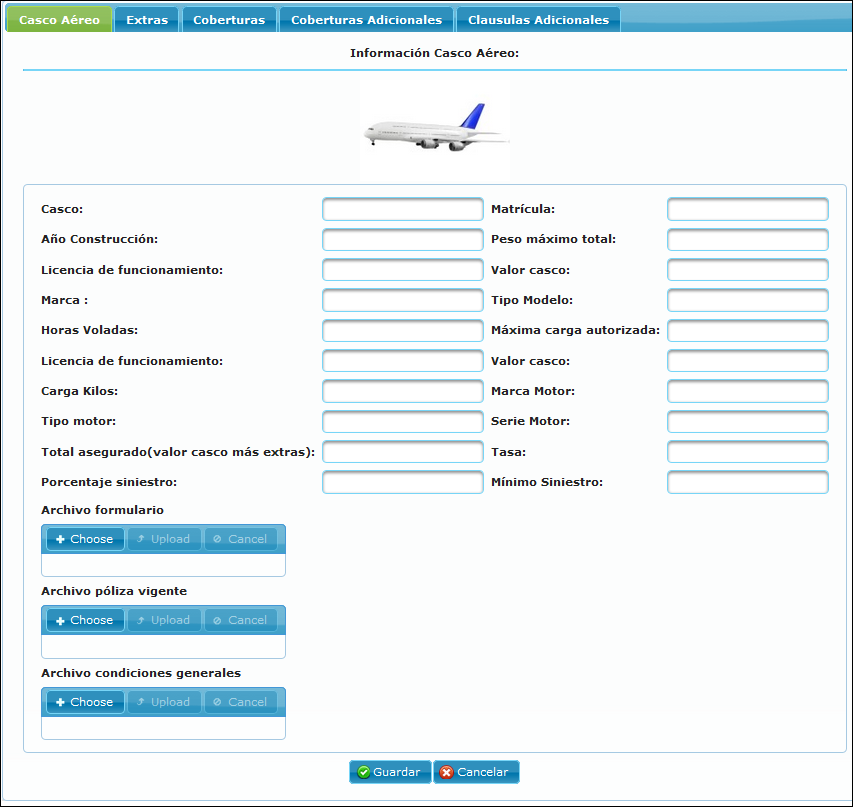 Casco Aéreo Extras Coberturas Coberturas Adicionales Clausulas Adicionales
Información Casco Aéreo:
Casco: Matrícula:
Año Construcción: Peso máximo total:
Licencia de funcionamiento: Valor casco:
Marca : Tipo Modelo:
Horas Voladas: Máxima carga autorizada:
Licencia de funcionamiento: Valor casco:
Carga Kilos: Marca Motor:
Tipo motor: Serie Motor:
Total asegurado(valor casco más extras): Tasa:
Porcentaje siniestro: Mínimo Siniestro:
Archivo formulario
Choose Upload Cancel
Archivo póliza vigente
Choose Upload Cancel
Archivo condiciones generales
Choose Upload Cancel
Guardar Cancelar